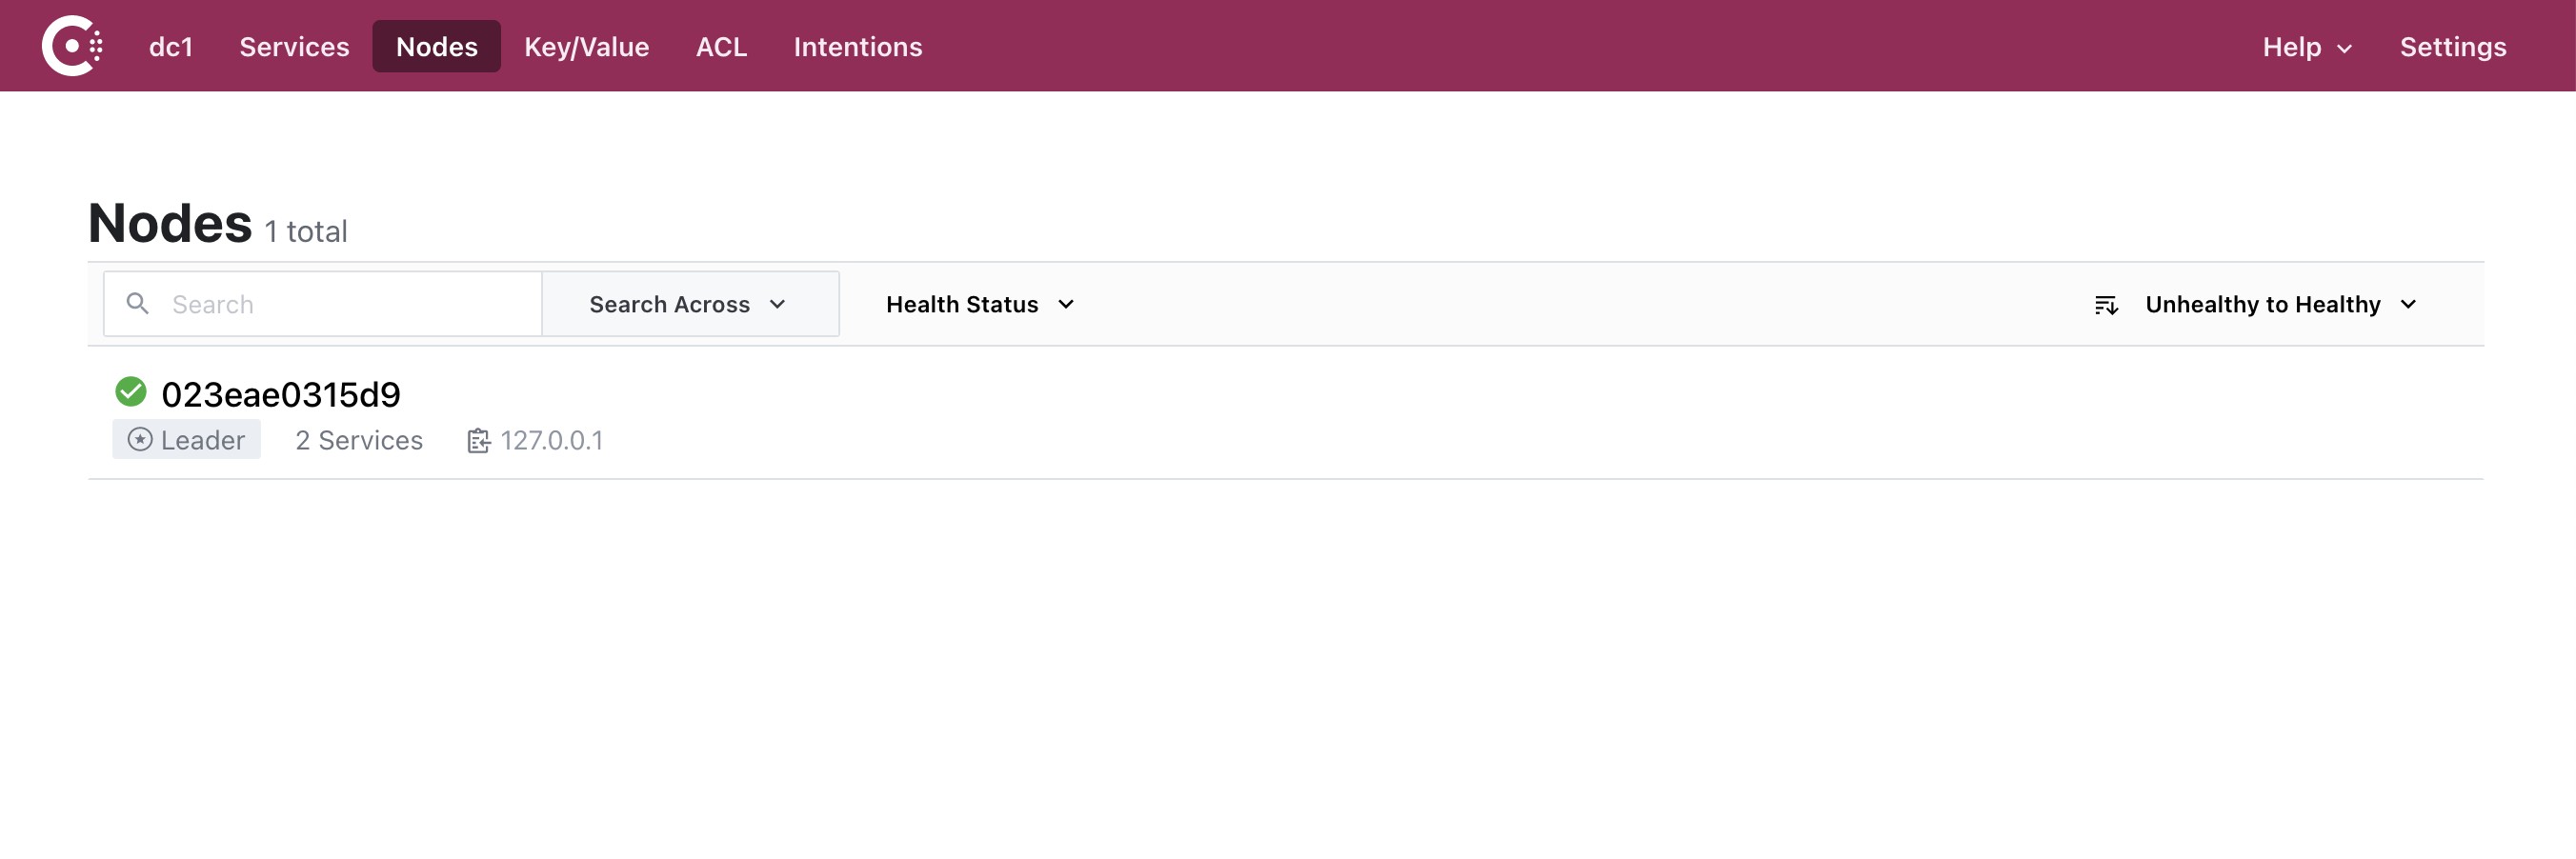 dc1 Services Nodes Key/Value ACL Intentions Help Settings
Nodes 1 total
Search Search Across Health Status Unhealthy to Healthy
023eae0315d9
Leader 2 Services 127.0.0.1